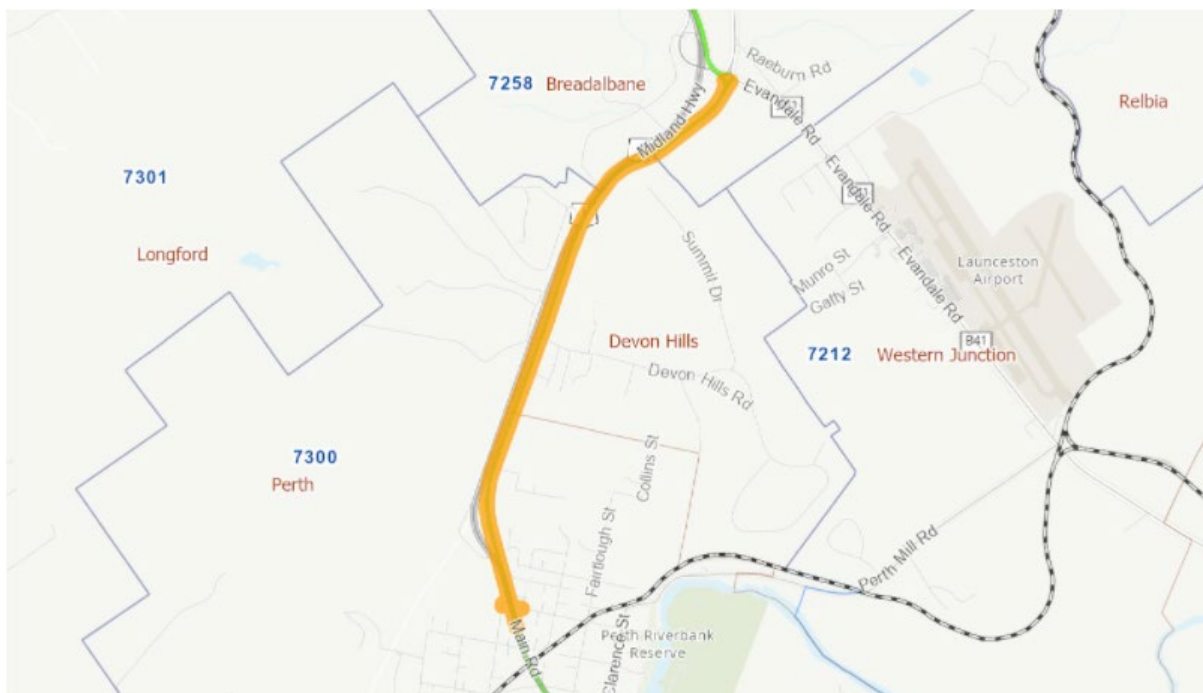 Raeburn Rd
7258
Breadalbane
Midland Hwy
Evandale Rd
Relbia
7301
Evandale Rd
Longford
Summit Dr
Munro St
Gatty St
Evandale Rd
Launceston
Airport
B41
Devon Hills
7212
Western Junction
Devon Hills Rd
7300
Perth
Collins St
Fairtlough St
Perth Mill Rd
Main Rd
Clarence St
Perth Riverbank
Reserve